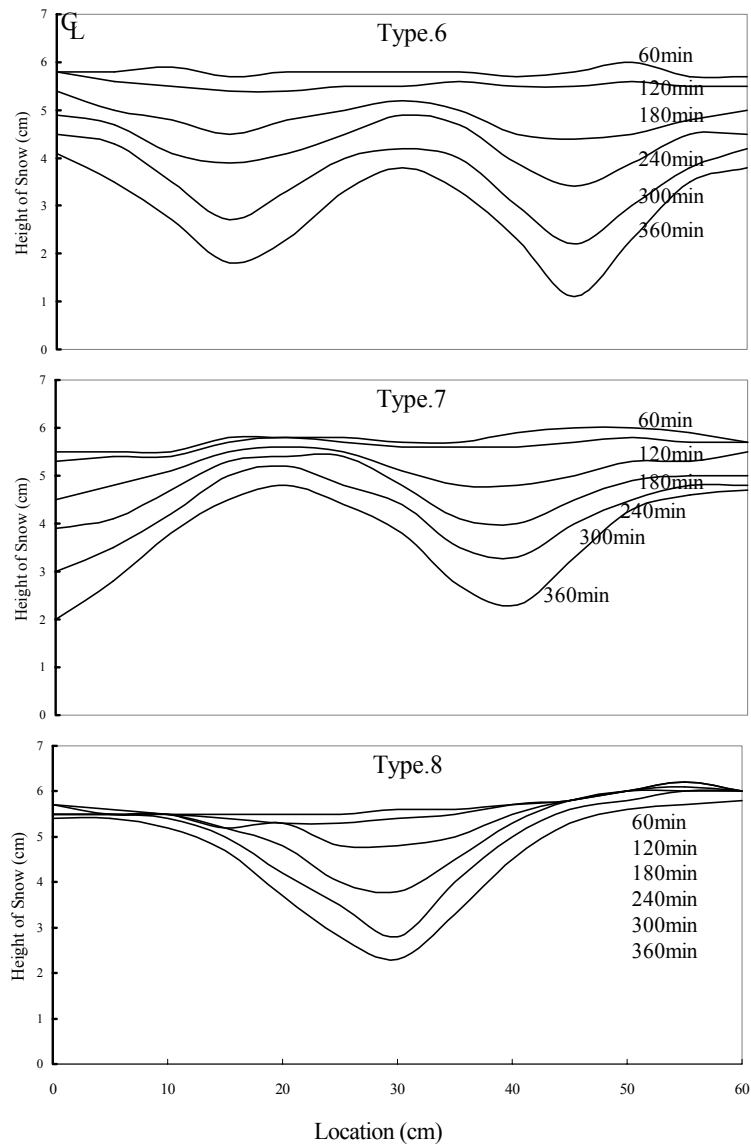 ℄
Type.6
Height of Snow (cm)
7
6
5
4
3
2
1
0
60min
120min
180min
240min
300min
360min
Type.7
Height of Snow (cm)
7
6
5
4
3
2
1
0
60min
120min
180min
240min
300min
360min
Type.8
Height of Snow (cm)
7
6
5
4
3
2
1
0
60min
120min
180min
240min
300min
360min
0 10 20 30 40 50 60
Location (cm)